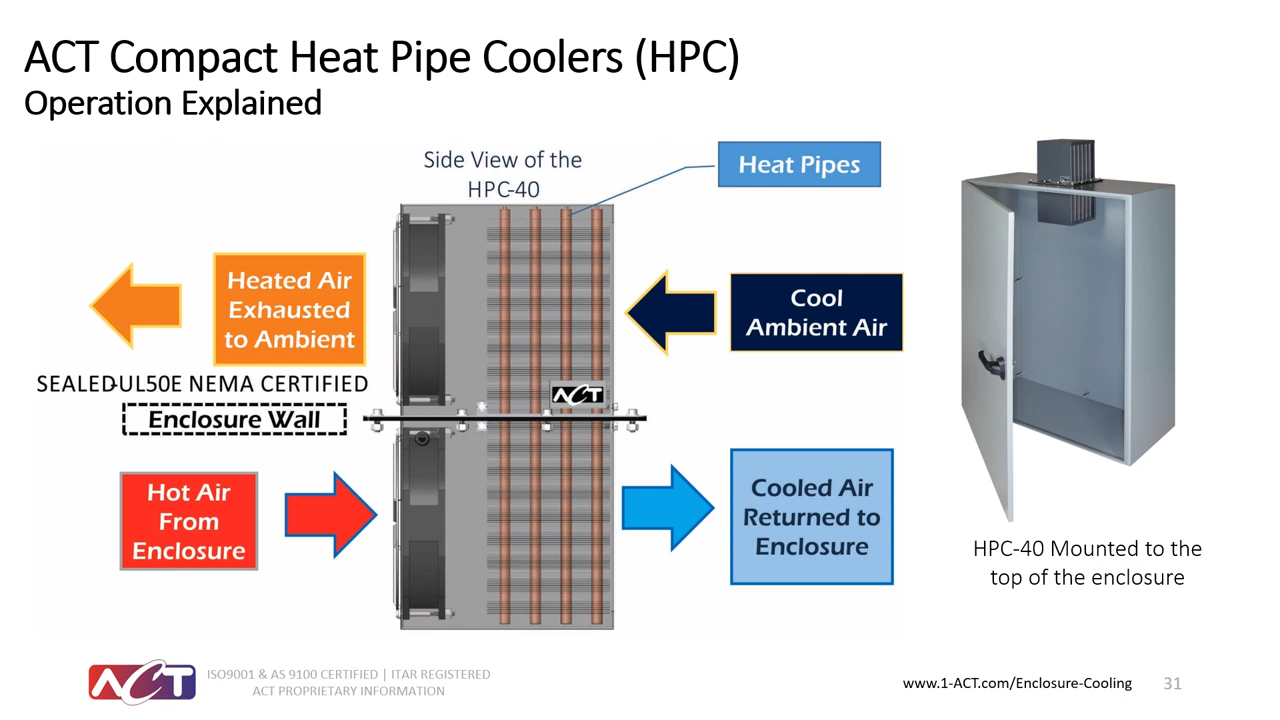 ACT Compact Heat Pipe Coolers (HPC)
Operation Explained
Side View of the
HPC-40
Heat Pipes
Heated Air
Exhausted
to Ambient
Cool
Ambient Air
SEALED-UL50E NEMA CERTIFIED
Enclosure Wall
ACT
Hot Air
From
Enclosure
Cooled Air
Returned to
Enclosure
HPC-40 Mounted to the
top of the enclosure
ACT
ISO9001 & AS 9100 CERTIFIED | ITAR REGISTERED
ACT PROPRIETARY INFORMATION
www.1-ACT.com/Enclosure-Cooling
31